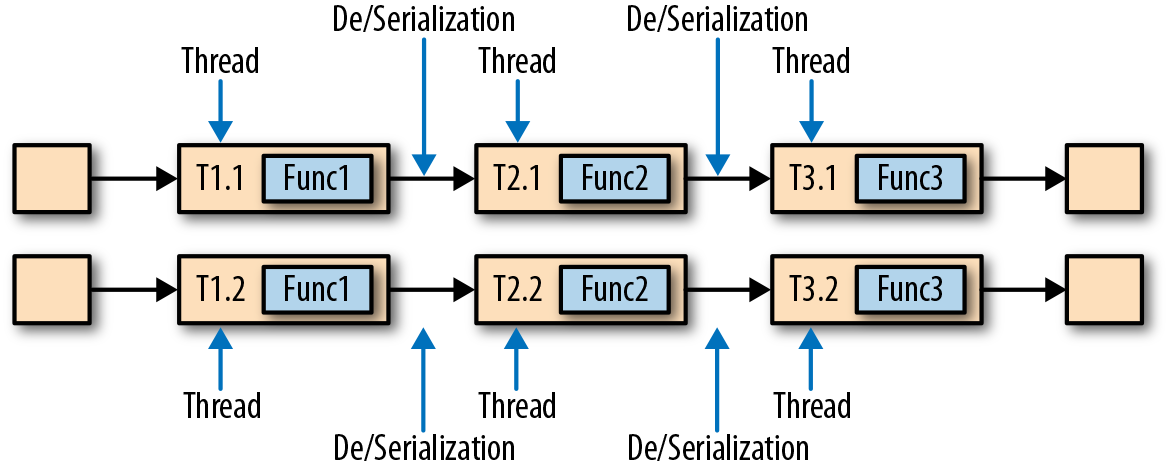 De/Serialization De/Serialization
Thread Thread Thread
T1.1 Func1 T2.1 Func2 T3.1 Func3
T1.2 Func1 T2.2 Func2 T3.2 Func3
Thread Thread Thread
De/Serialization De/Serialization